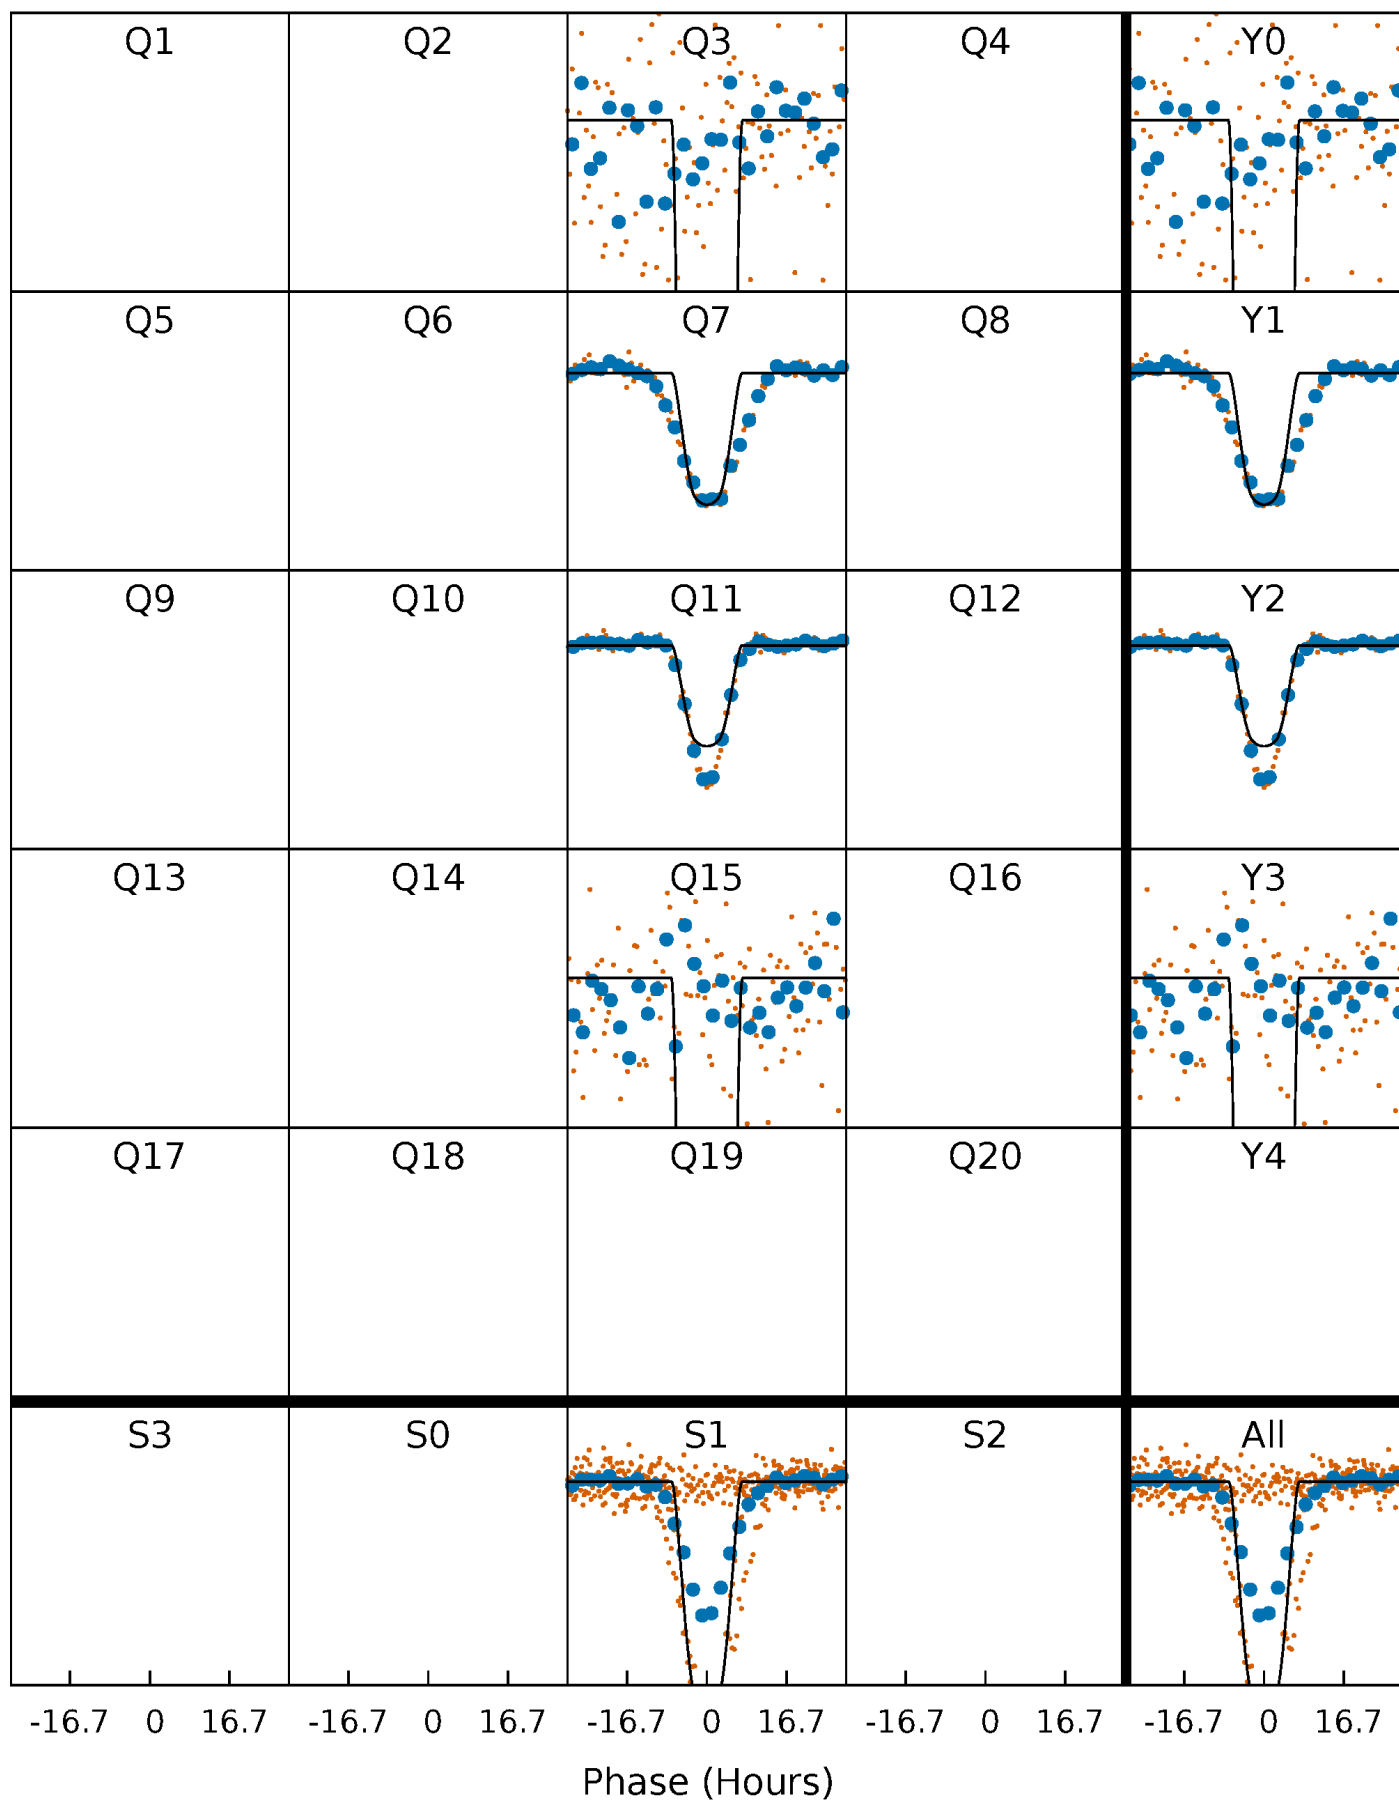 Q1 Q2 Q3 Q4 Y0
Q5 Q6 Q7 Q8 Y1
Q9 Q10 Q11 Q12 Y2
Q13 Q14 Q15 Q16 Y3
Q17 Q18 Q19 Q20 Y4
S3 S0 S1 S2 All
-16.7 0 16.7 -16.7 0 16.7 -16.7 0 16.7 -16.7 0 16.7 -16.7 0 16.7
Phase (Hours)